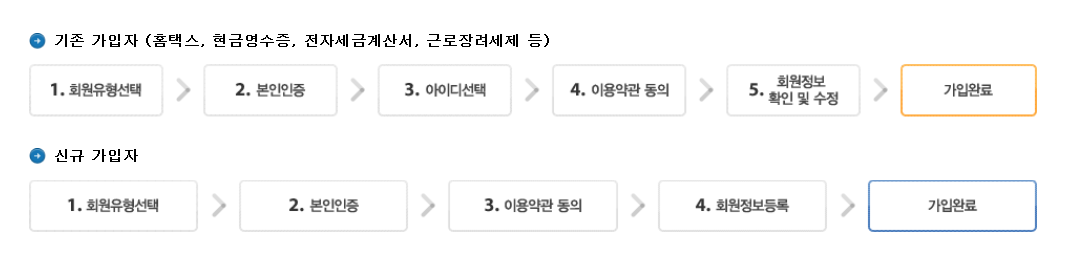 기존 가입자 (홈택스, 현금영수증, 전자세금계산서, 근로장려세제 등)
1. 회원유형선택
2. 본인인증
3. 아이디선택
4. 이용약관 동의
5. 회원정보
확인 및 수정
가입완료
신규 가입자
1. 회원유형선택
2. 본인인증
3. 이용약관 동의
4. 회원정보등록
가입완료